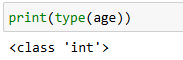 print(type(age))
<class 'int'>